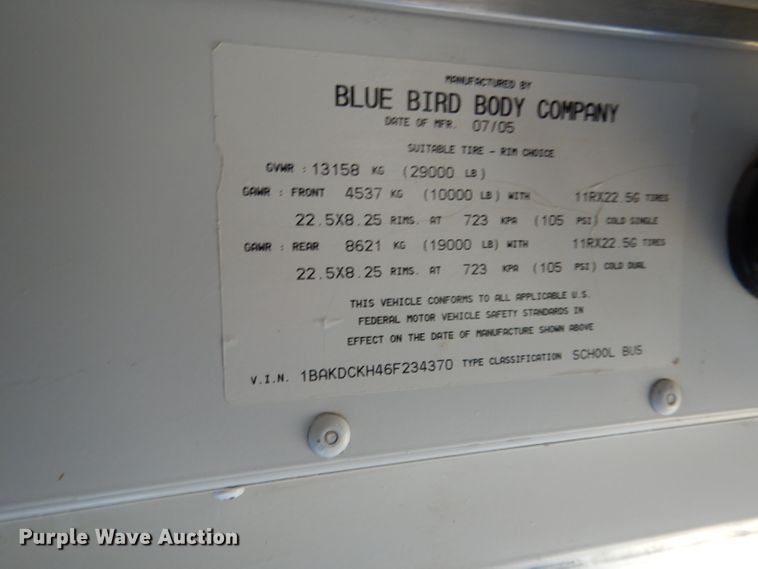 MANUFACTURED BY
BLUE BIRD BODY COMPANY
DATE OF MFR. 07/05
SUITABLE TIRE - RIM CHOICE
GVWR : 13158 KG (29000 LB)
GAWR : FRONT 4537 KG (10000 LB) WITH 11RX22.5G TIRES
22.5X8.25 RIMS. AT 723 KPA (105 PSI) COLD SINGLE
GAWR : REAR 8621 KG (19000 LB) WITH 11RX22.5G TIRES
22.5X8.25 RIMS. AT 723 KPA (105 PSI) COLD DUAL
THIS VEHICLE CONFORMS TO ALL APPLICABLE U.S.
FEDERAL MOTOR VEHICLE SAFETY STANDARDS IN
EFFECT ON THE DATE OF MANUFACTURE SHOWN ABOVE
V.I.N. 1BAKDCKH46F234370 TYPE CLASSIFICATION SCHOOL BUS
Purple Wave Auction